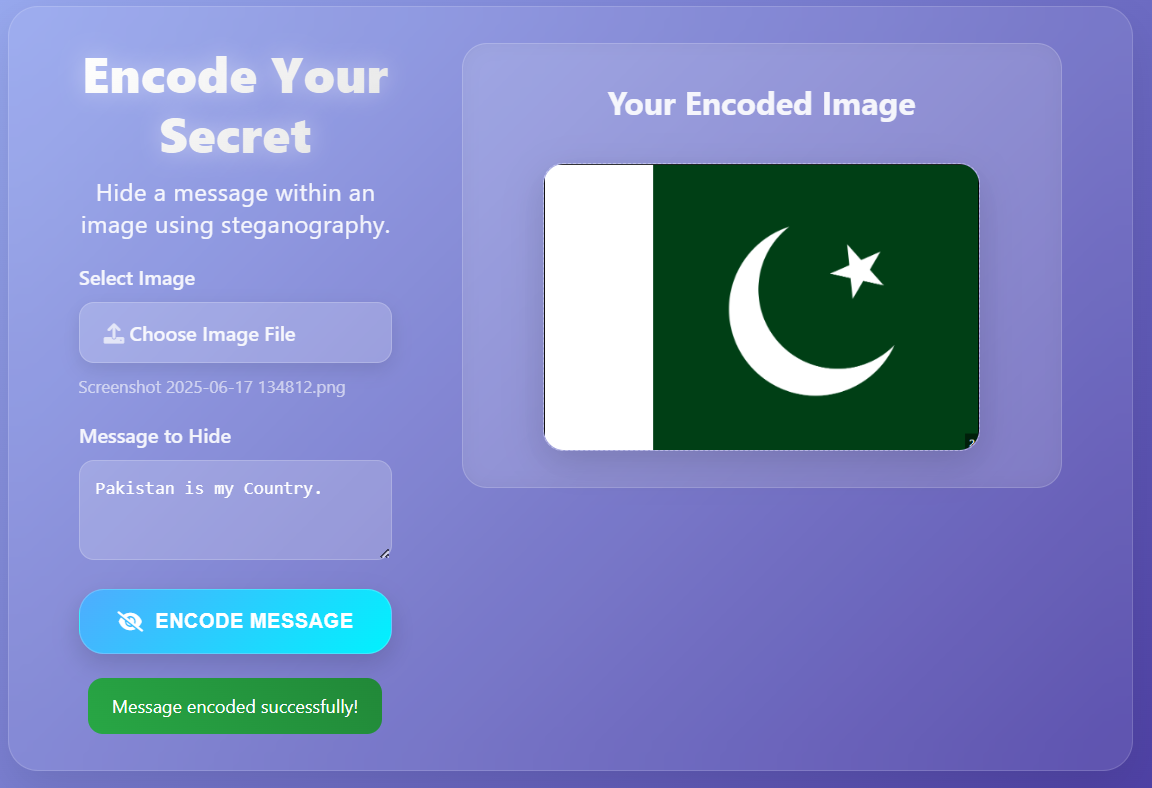 Encode Your
Secret
Hide a message within an
image using steganography.
Select Image
Choose Image File
Screenshot 2025-06-17 134812.png
Message to Hide
Pakistan is my Country.
ENCODE MESSAGE
Message encoded successfully!
Your Encoded Image